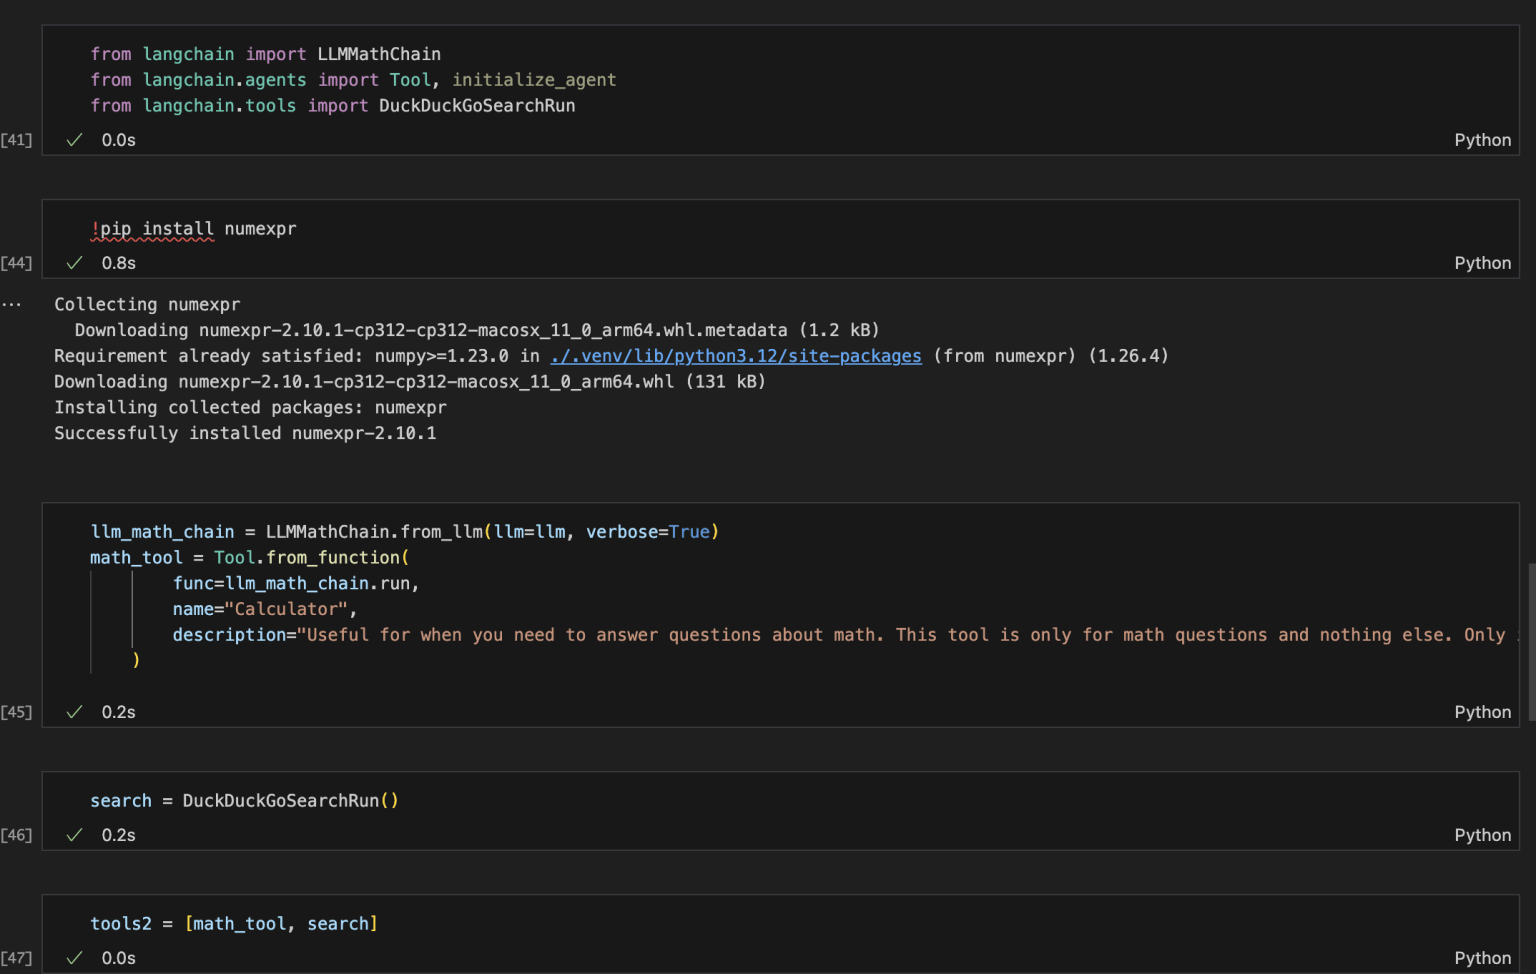 from langchain import LLMMathChain
from langchain.agents import Tool, initialize_agent
from langchain.tools import DuckDuckGoSearchRun
[41] ✓ 0.0s Python
!pip install numexpr
[44] ✓ 0.8s Python
... Collecting numexpr
Downloading numexpr-2.10.1-cp312-cp312-macosx_11_0_arm64.whl.metadata (1.2 kB)
Requirement already satisfied: numpy>=1.23.0 in ./.venv/lib/python3.12/site-packages (from numexpr) (1.26.4)
Downloading numexpr-2.10.1-cp312-cp312-macosx_11_0_arm64.whl (131 kB)
Installing collected packages: numexpr
Successfully installed numexpr-2.10.1
llm_math_chain = LLMMathChain.from_llm(llm=llm, verbose=True)
math_tool = Tool.from_function(
func=llm_math_chain.run,
name="Calculator",
description="Useful for when you need to answer questions about math. This tool is only for math questions and nothing else. Only
)
[45] ✓ 0.2s Python
search = DuckDuckGoSearchRun()
[46] ✓ 0.2s Python
tools2 = [math_tool, search]
[47] ✓ 0.0s Python